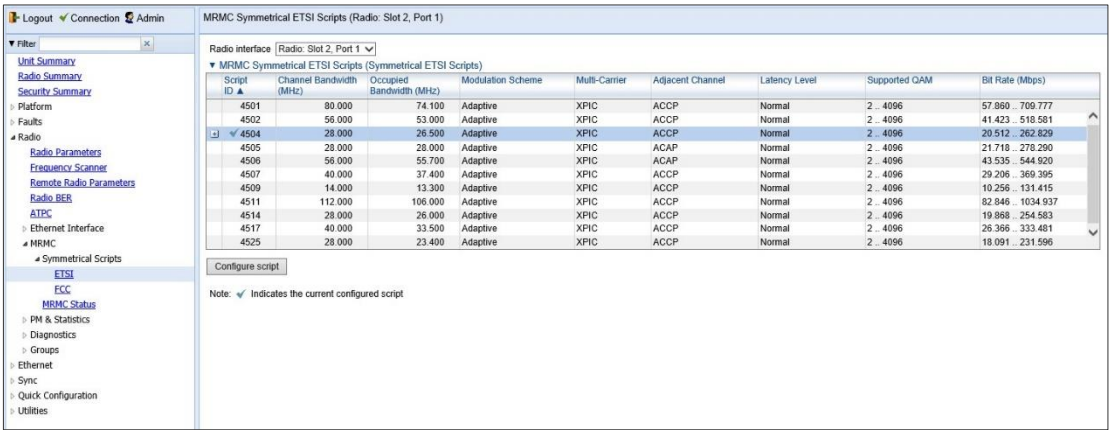 Logout Connection Admin
MRMC Symmetrical ETSI Scripts (Radio: Slot 2, Port 1)
Filter
Unit Summary
Radio Summary
Security Summary
Platform
Faults
Radio
Radio Parameters
Frequency Scanner
Remote Radio Parameters
Radio BER
ATPC
Ethernet Interface
MRMC
Symmetrical Scripts
ETSI
FCC
MRMC Status
PM & Statistics
Diagnostics
Groups
Ethernet
Sync
Quick Configuration
Utilities
Radio interface Radio: Slot 2, Port 1
MRMC Symmetrical ETSI Scripts (Symmetrical ETSI Scripts)
Script ID Channel Bandwidth (MHz) Occupied Bandwidth (MHz) Modulation Scheme Multi-Carrier Adjacent Channel Latency Level Supported QAM Bit Rate (Mbps)
4501 80.000 74.100 Adaptive XPIC ACCP Normal 2 .. 4096 57.860 .. 709.777
4502 56.000 53.000 Adaptive XPIC ACCP Normal 2 .. 4096 41.423 .. 518.581
4504 28.000 26.500 Adaptive XPIC ACCP Normal 2 .. 4096 20.512 .. 262.829
4505 28.000 28.000 Adaptive XPIC ACAP Normal 2 .. 4096 21.718 .. 278.290
4506 56.000 55.700 Adaptive XPIC ACAP Normal 2 .. 4096 43.535 .. 544.920
4507 40.000 37.400 Adaptive XPIC ACCP Normal 2 .. 4096 29.206 .. 369.395
4509 14.000 13.300 Adaptive XPIC ACCP Normal 2 .. 4096 10.256 .. 131.415
4511 112.000 106.000 Adaptive XPIC ACCP Normal 2 .. 4096 82.846 .. 1034.937
4514 28.000 26.000 Adaptive XPIC ACCP Normal 2 .. 4096 19.868 .. 254.583
4517 40.000 33.500 Adaptive XPIC ACCP Normal 2 .. 4096 26.366 .. 333.481
4525 28.000 23.400 Adaptive XPIC ACCP Normal 2 .. 4096 18.091 .. 231.596
Configure script
Note: Indicates the current configured script